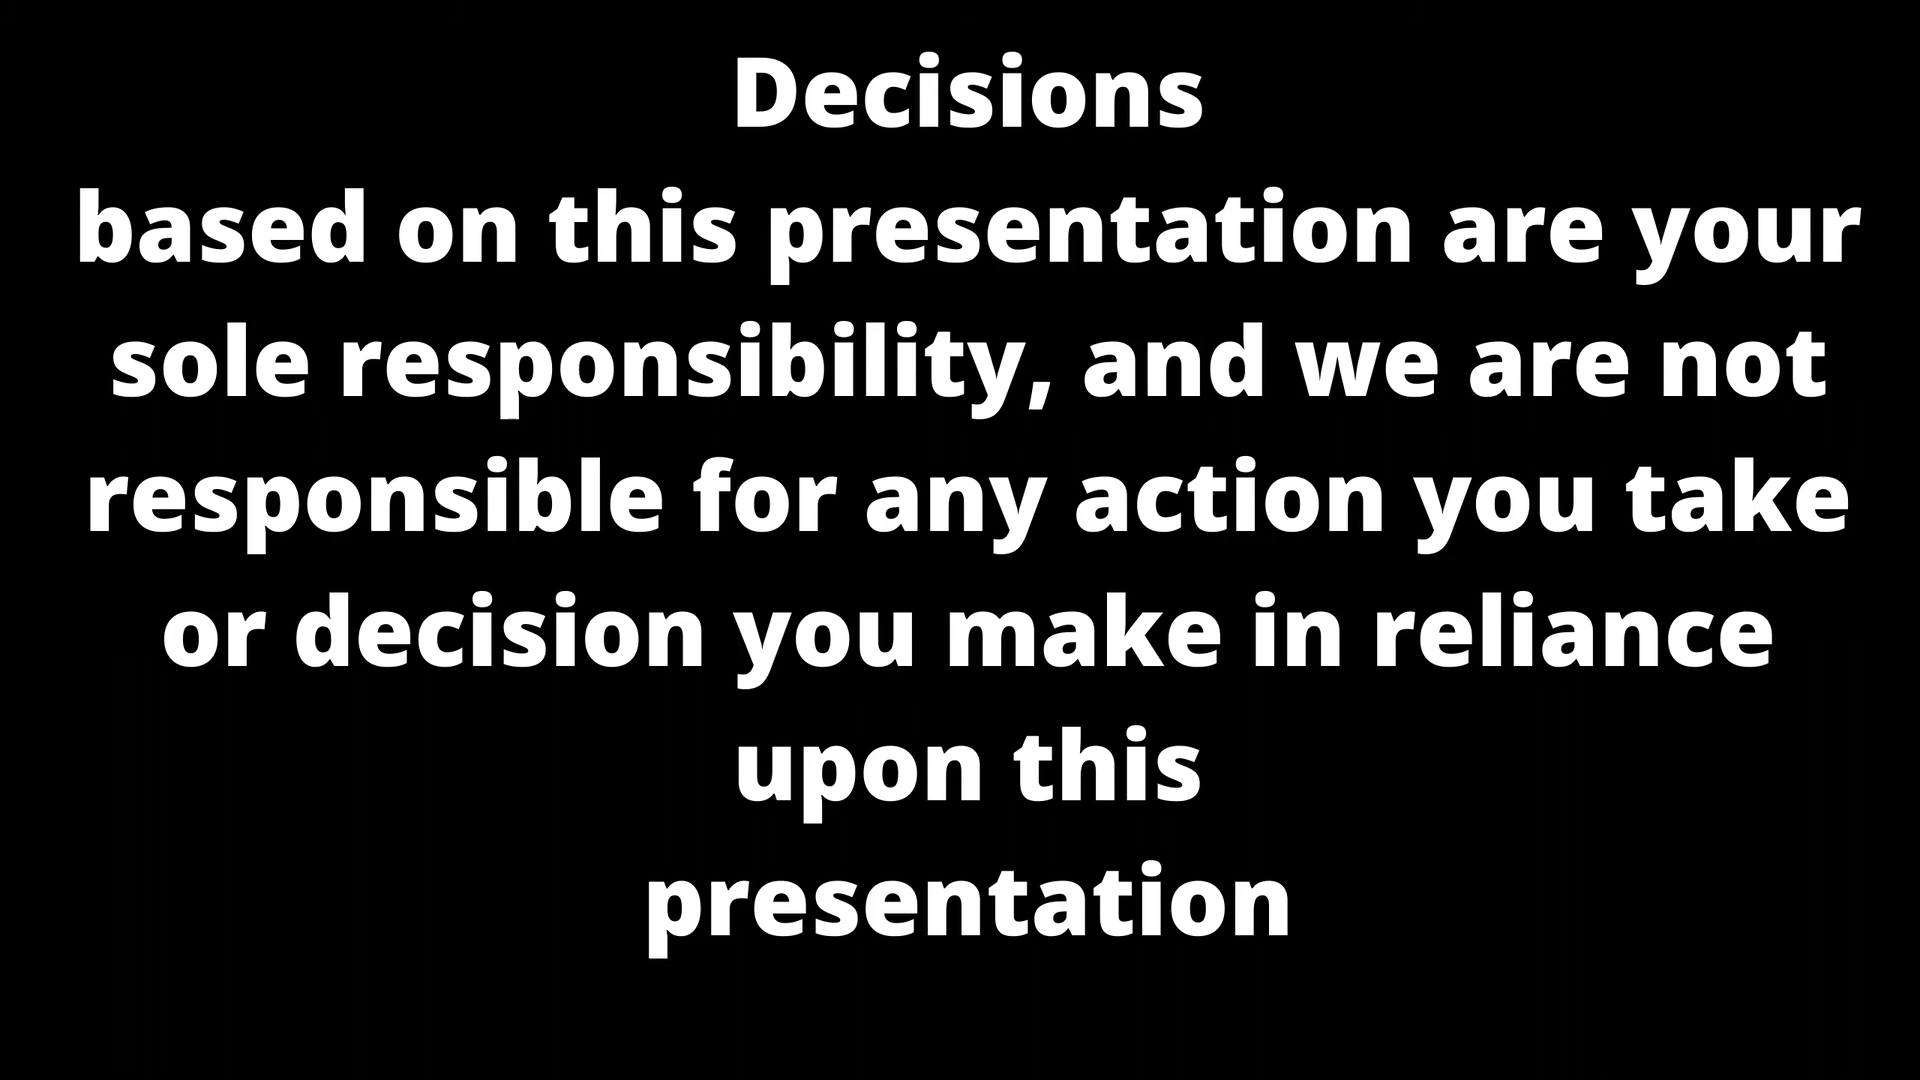 Decisions
based on this presentation are your
sole responsibility, and we are not
responsible for any action you take
or decision you make in reliance
upon this
presentation